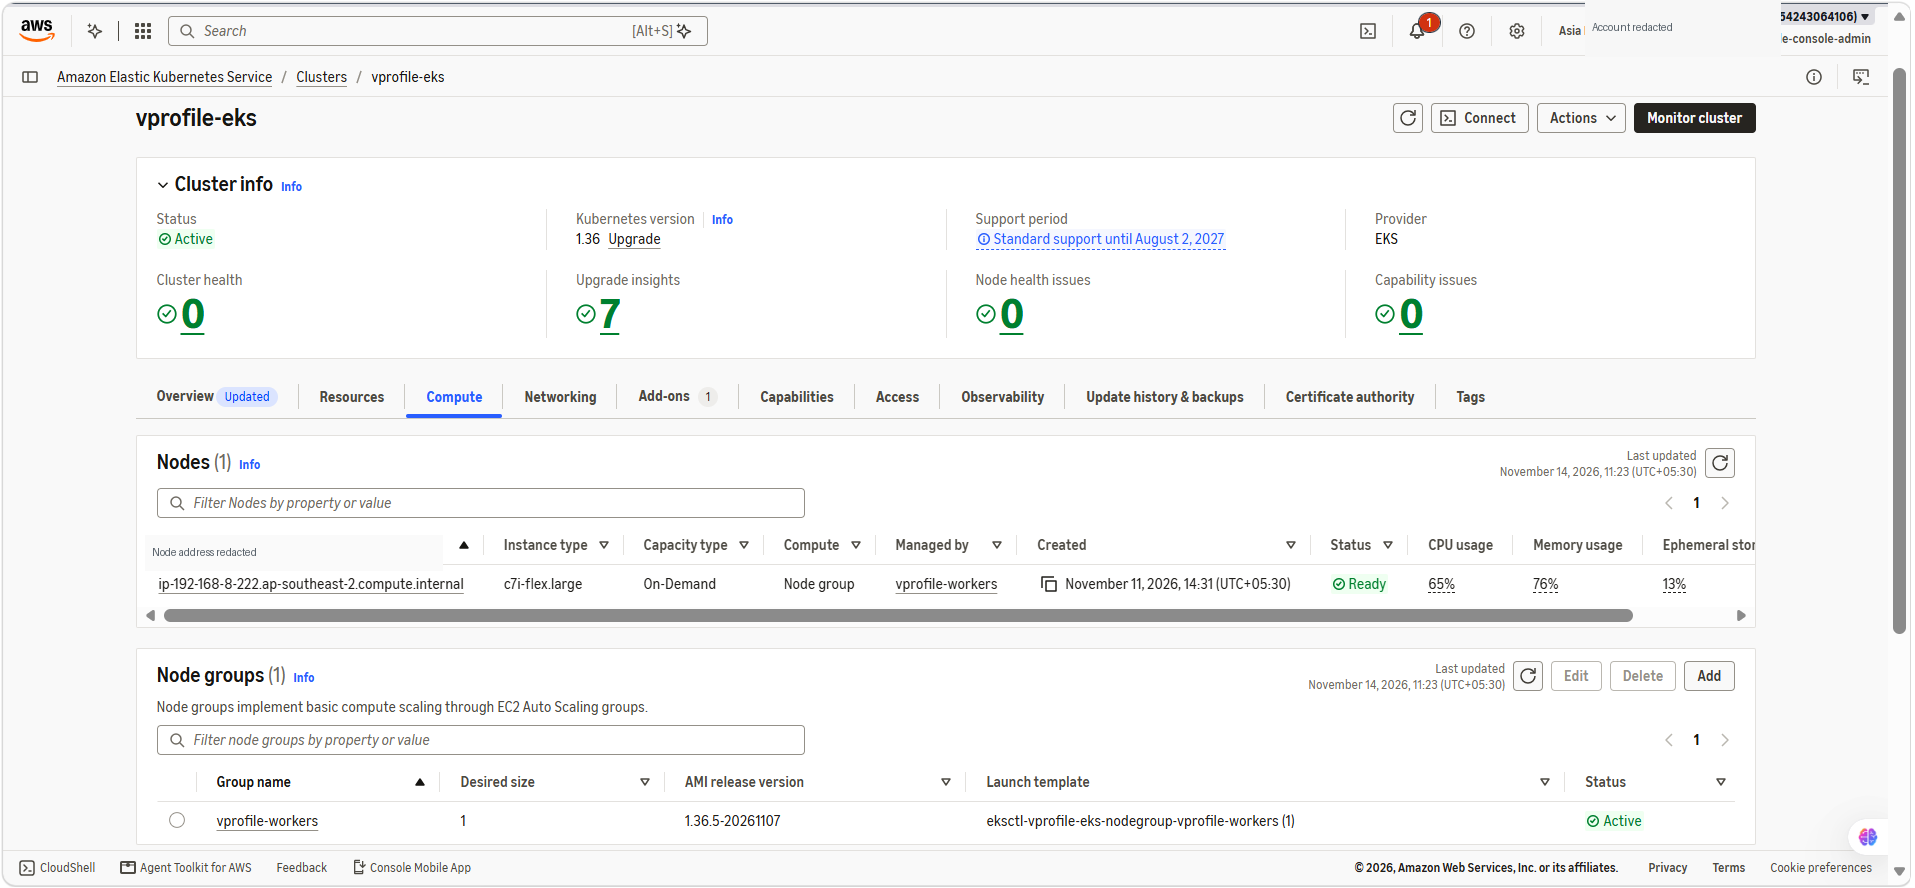 aws
Search [Alt+S] 1 Asia Account redacted 54243064106)
e-console-admin
Amazon Elastic Kubernetes Service / Clusters / vprofile-eks
vprofile-eks Connect Actions Monitor cluster
Cluster info Info
Status Kubernetes version Info Support period Provider
Active 1.36 Upgrade Standard support until August 2, 2027 EKS
Cluster health Upgrade insights Node health issues Capability issues
0 7 0 0
Overview Updated Resources Compute Networking Add-ons 1 Capabilities Access Observability Update history & backups Certificate authority Tags
Nodes (1) Info Last updated
November 14, 2026, 11:23 (UTC+05:30)
Filter Nodes by property or value 1
Node address redacted Instance type Capacity type Compute Managed by Created Status CPU usage Memory usage Ephemeral stor
ip-192-168-8-222.ap-southeast-2.compute.internal c7i-flex.large On-Demand Node group vprofile-workers November 11, 2026, 14:31 (UTC+05:30) Ready 65% 76% 13%
Node groups (1) Info Last updated
November 14, 2026, 11:23 (UTC+05:30) Edit Delete Add
Node groups implement basic compute scaling through EC2 Auto Scaling groups.
Filter node groups by property or value 1
Group name Desired size AMI release version Launch template Status
vprofile-workers 1 1.36.5-20261107 eksctl-vprofile-eks-nodegroup-vprofile-workers (1) Active
CloudShell Agent Toolkit for AWS Feedback Console Mobile App © 2026, Amazon Web Services, Inc. or its affiliates. Privacy Terms Cookie preferences